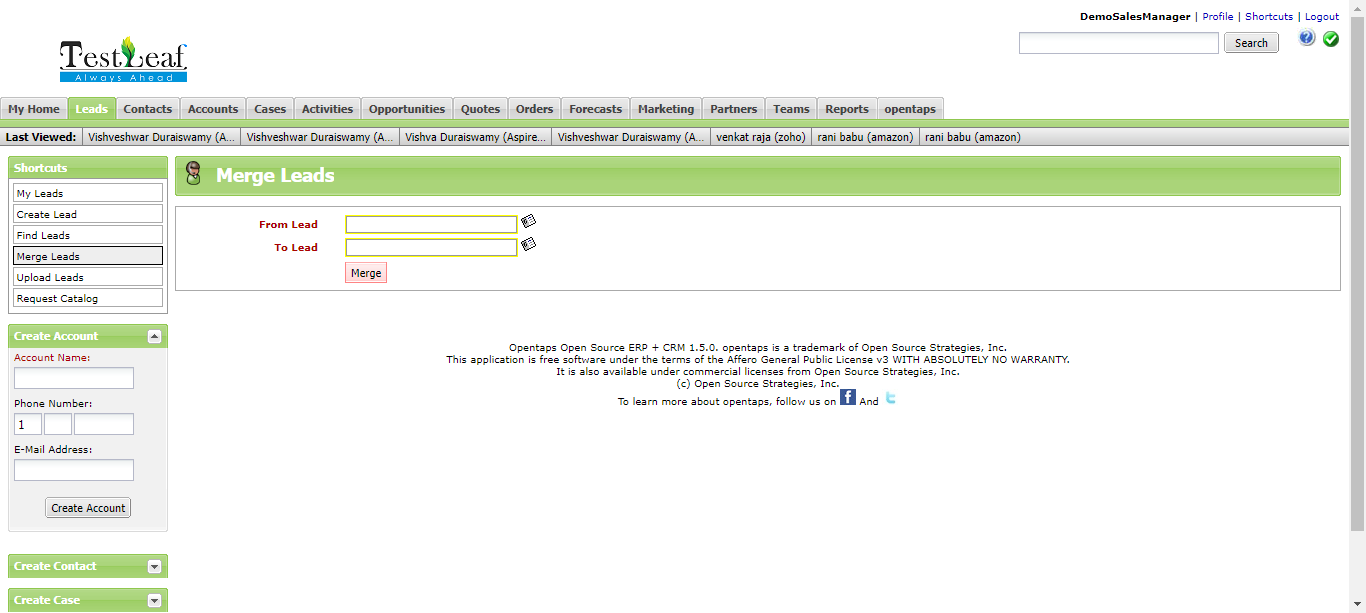 DemoSalesManager | Profile | Shortcuts | Logout
Search
TestLeaf
Always Ahead
My Home Leads Contacts Accounts Cases Activities Opportunities Quotes Orders Forecasts Marketing Partners Teams Reports opentaps
Last Viewed: Vishveshwar Duraiswamy (A... Vishveshwar Duraiswamy (A... Vishva Duraiswamy (Aspire... Vishveshwar Duraiswamy (A... venkat raja (zoho) rani babu (amazon) rani babu (amazon)
Shortcuts
My Leads
Create Lead
Find Leads
Merge Leads
Upload Leads
Request Catalog
Create Account
Account Name:
Phone Number:
1
E-Mail Address:
Create Account
Create Contact
Create Case
Merge Leads
From Lead
To Lead
Merge
Opentaps Open Source ERP + CRM 1.5.0. opentaps is a trademark of Open Source Strategies, Inc.
This application is free software under the terms of the Affero General Public License v3 WITH ABSOLUTELY NO WARRANTY.
It is also available under commercial licenses from Open Source Strategies, Inc.
(c) Open Source Strategies, Inc.
To learn more about opentaps, follow us on f And t